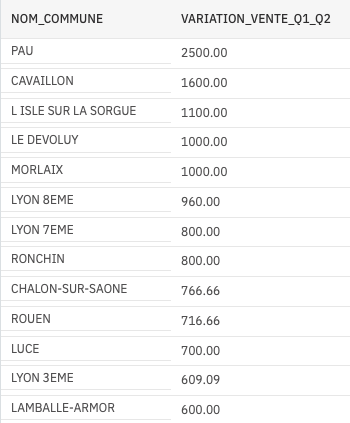 NOM_COMMUNE VARIATION_VENTE_Q1_Q2
PAU 2500.00
CAVAILLON 1600.00
L ISLE SUR LA SORGUE 1100.00
LE DEVOLUY 1000.00
MORLAIX 1000.00
LYON 8EME 960.00
LYON 7EME 800.00
RONCHIN 800.00
CHALON-SUR-SAONE 766.66
ROUEN 716.66
LUCE 700.00
LYON 3EME 609.09
LAMBALLE-ARMOR 600.00